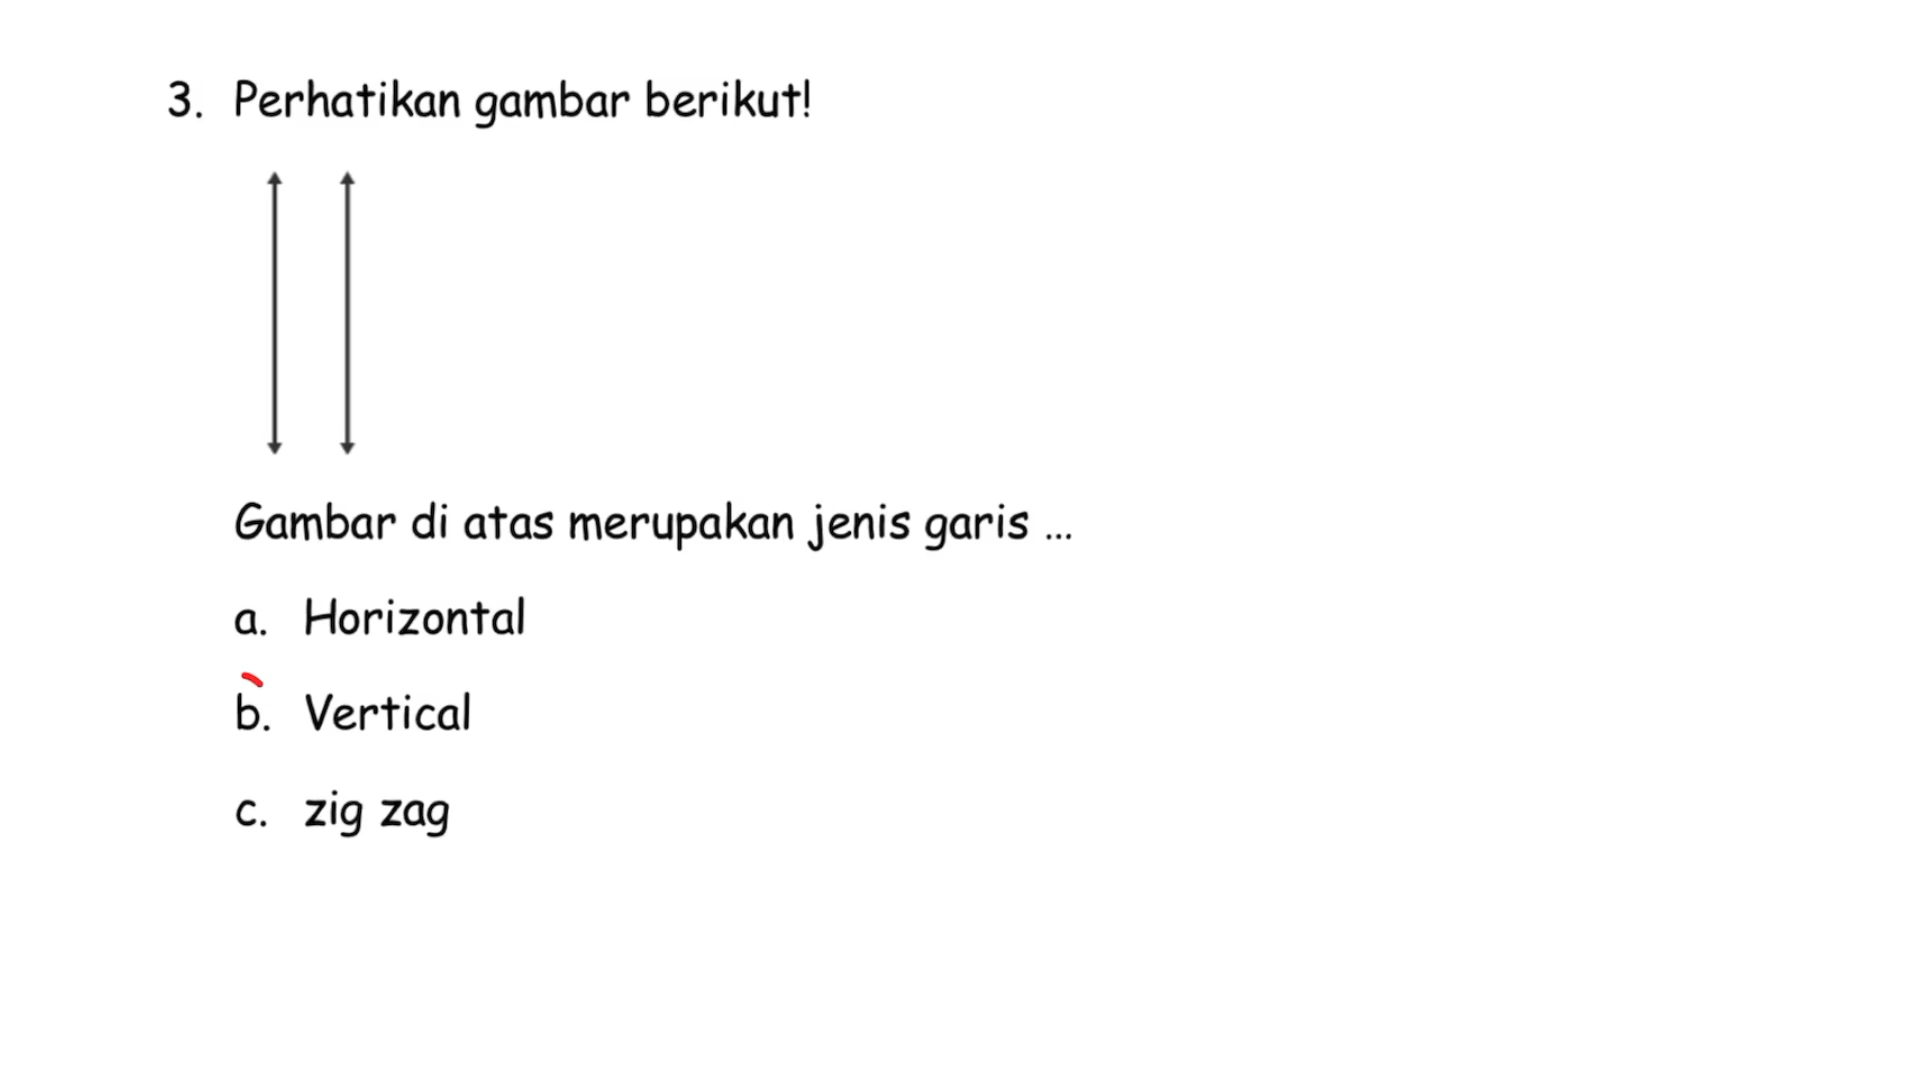 3. Perhatikan gambar berikut!
Gambar di atas merupakan jenis garis ...
a. Horizontal
b. Vertical
c. zig zag